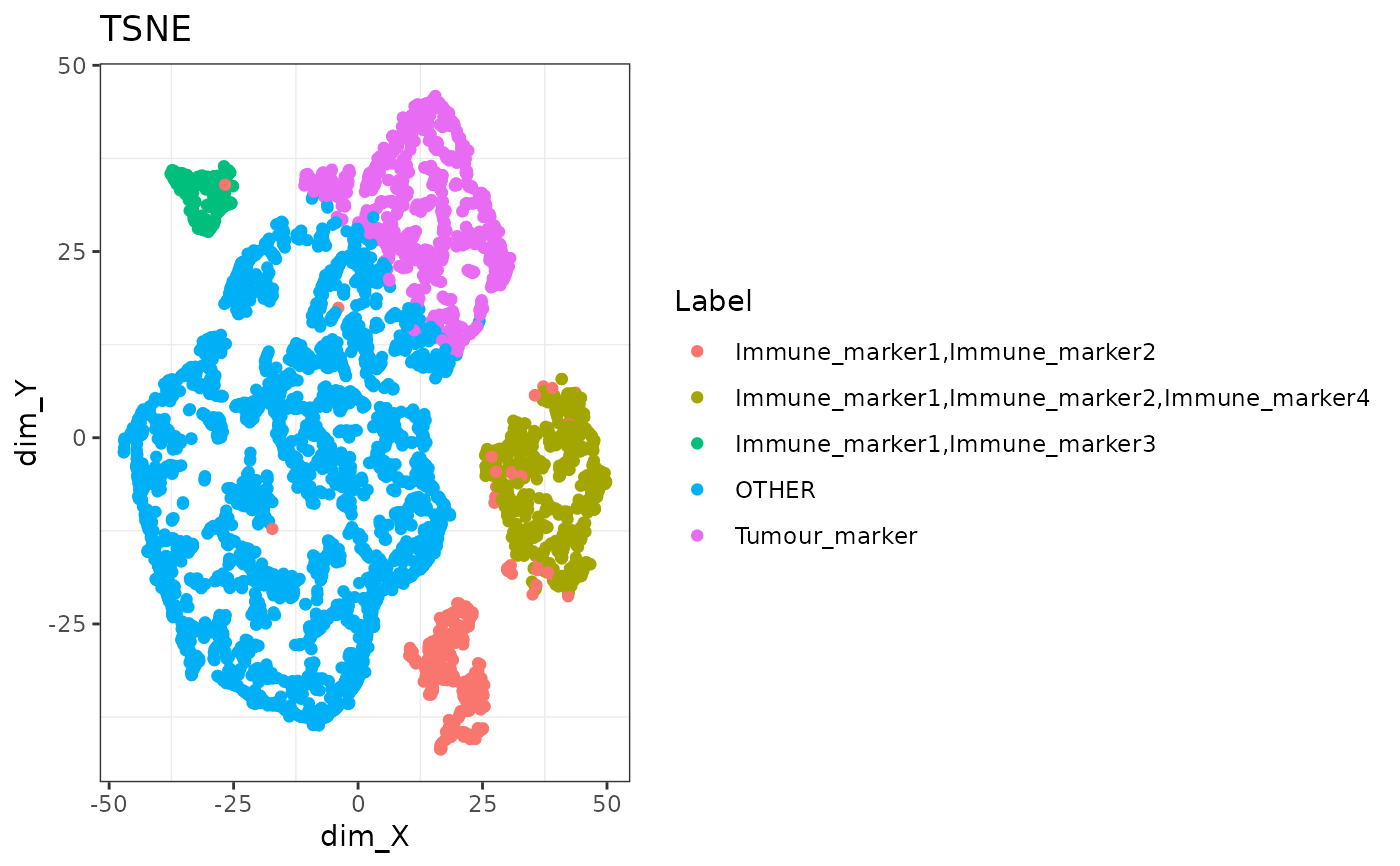 TSNE
50
25
0
-25
dim_Y
-50 -25 0 25 50
dim_X
Label
Immune_marker1,Immune_marker2
Immune_marker1,Immune_marker2,Immune_marker4
Immune_marker1,Immune_marker3
OTHER
Tumour_marker